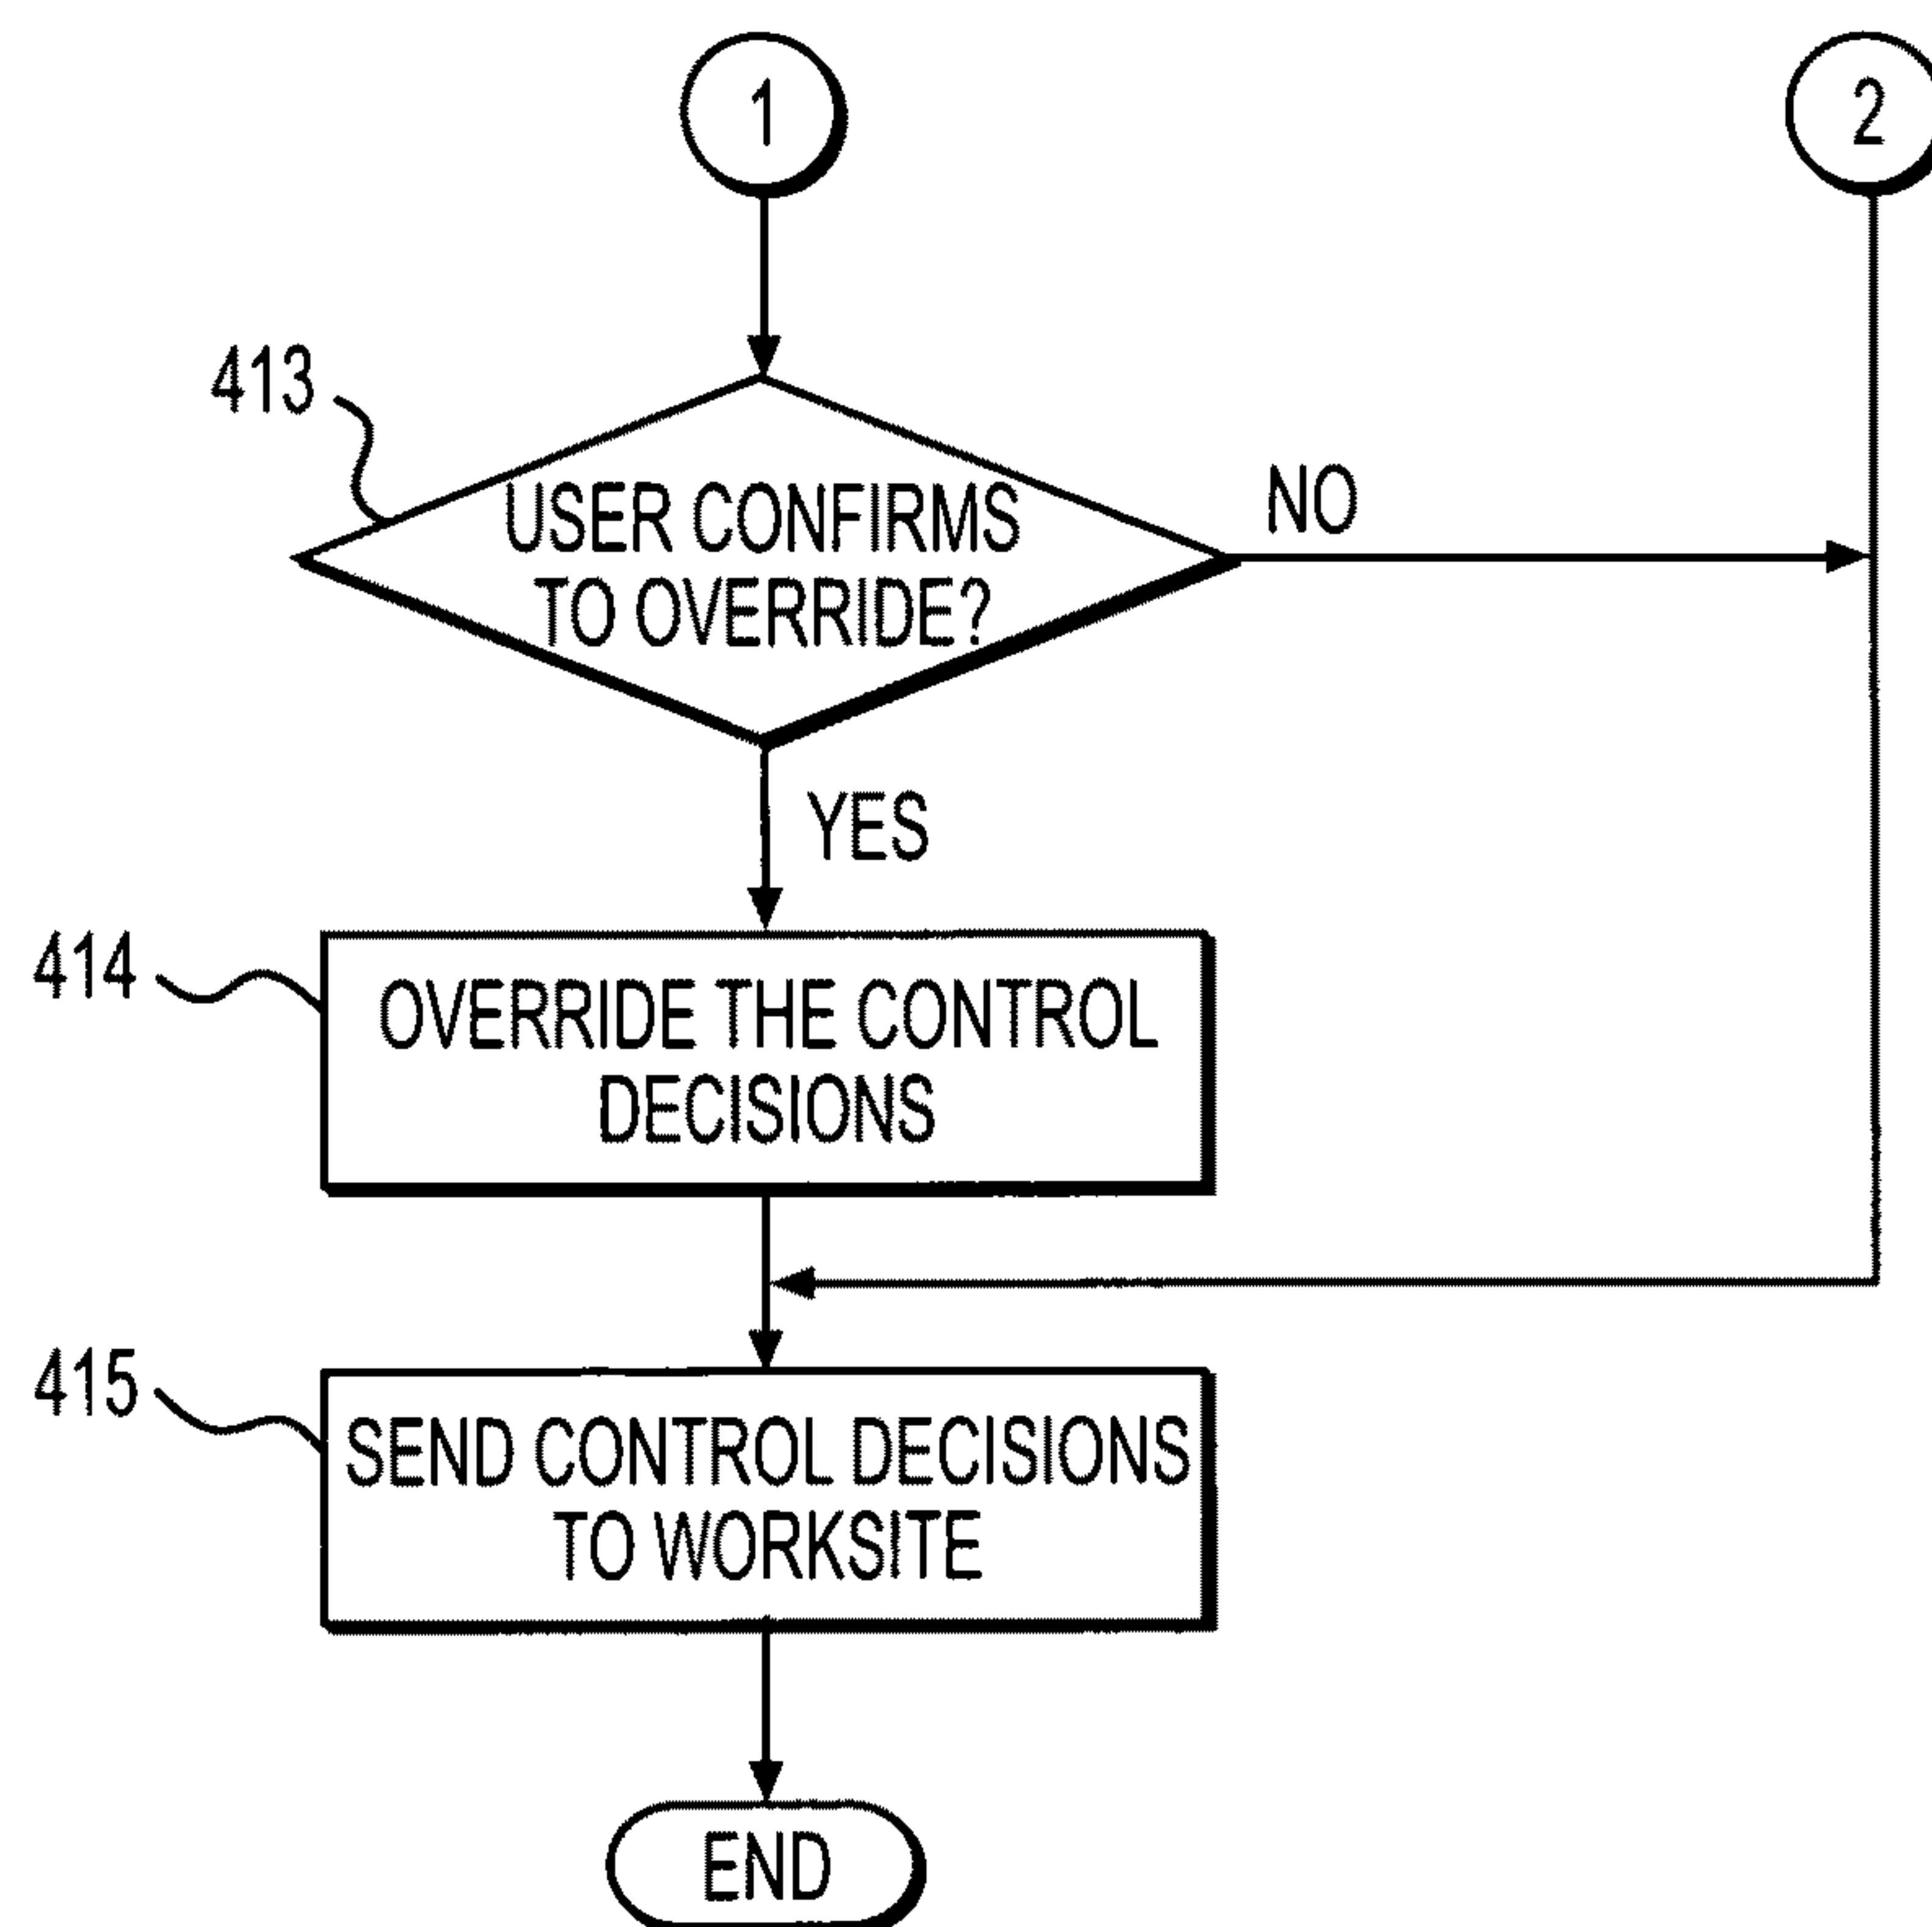 1
2
413
USER CONFIRMS
TO OVERRIDE?
NO
YES
414
OVERRIDE THE CONTROL
DECISIONS
415
SEND CONTROL DECISIONS
TO WORKSITE
END